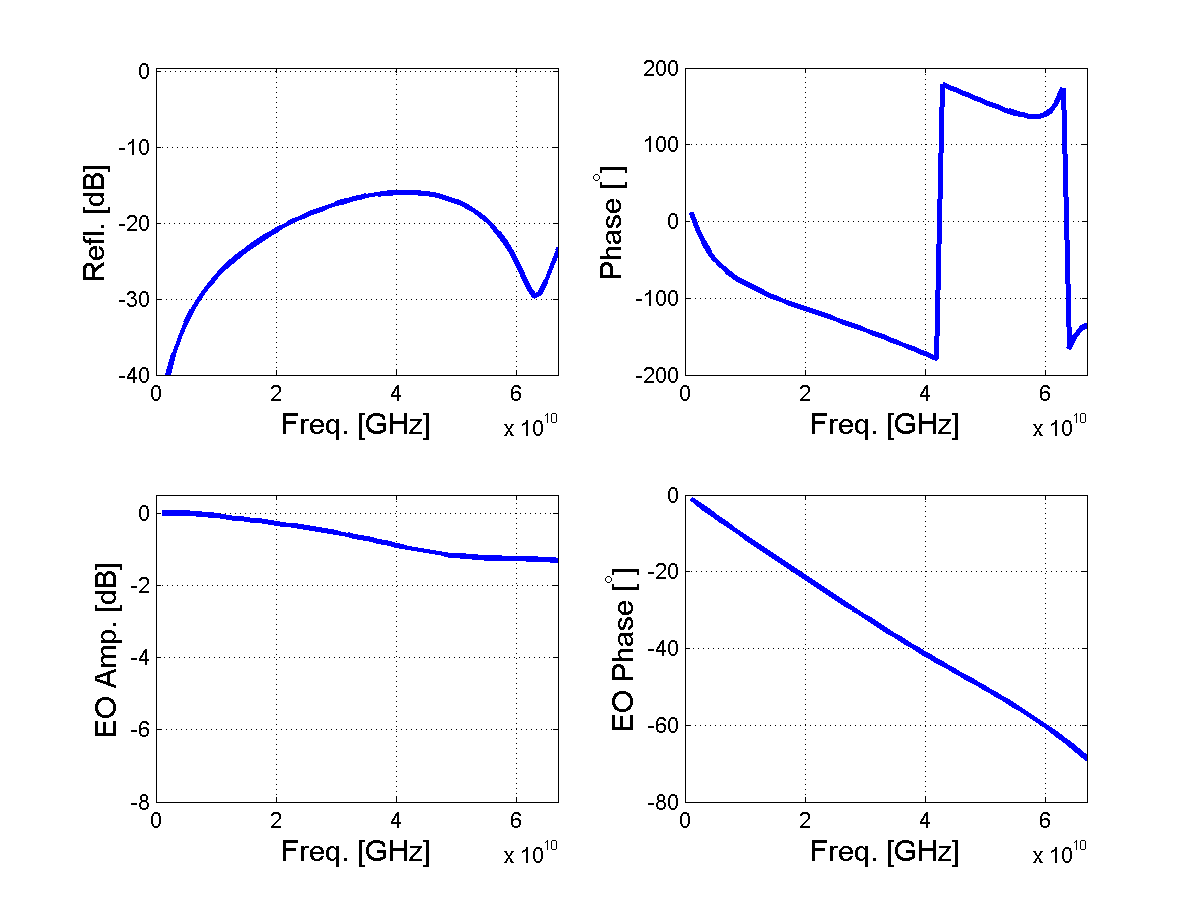 0
-10
-20
-30
-40
0 2 4 6
x 10^10
Refl. [dB]
Freq. [GHz]
200
100
0
-100
-200
0 2 4 6
x 10^10
Phase [°]
Freq. [GHz]
0
-2
-4
-6
-8
0 2 4 6
x 10^10
EO Amp. [dB]
Freq. [GHz]
0
-20
-40
-60
-80
0 2 4 6
x 10^10
EO Phase [°]
Freq. [GHz]